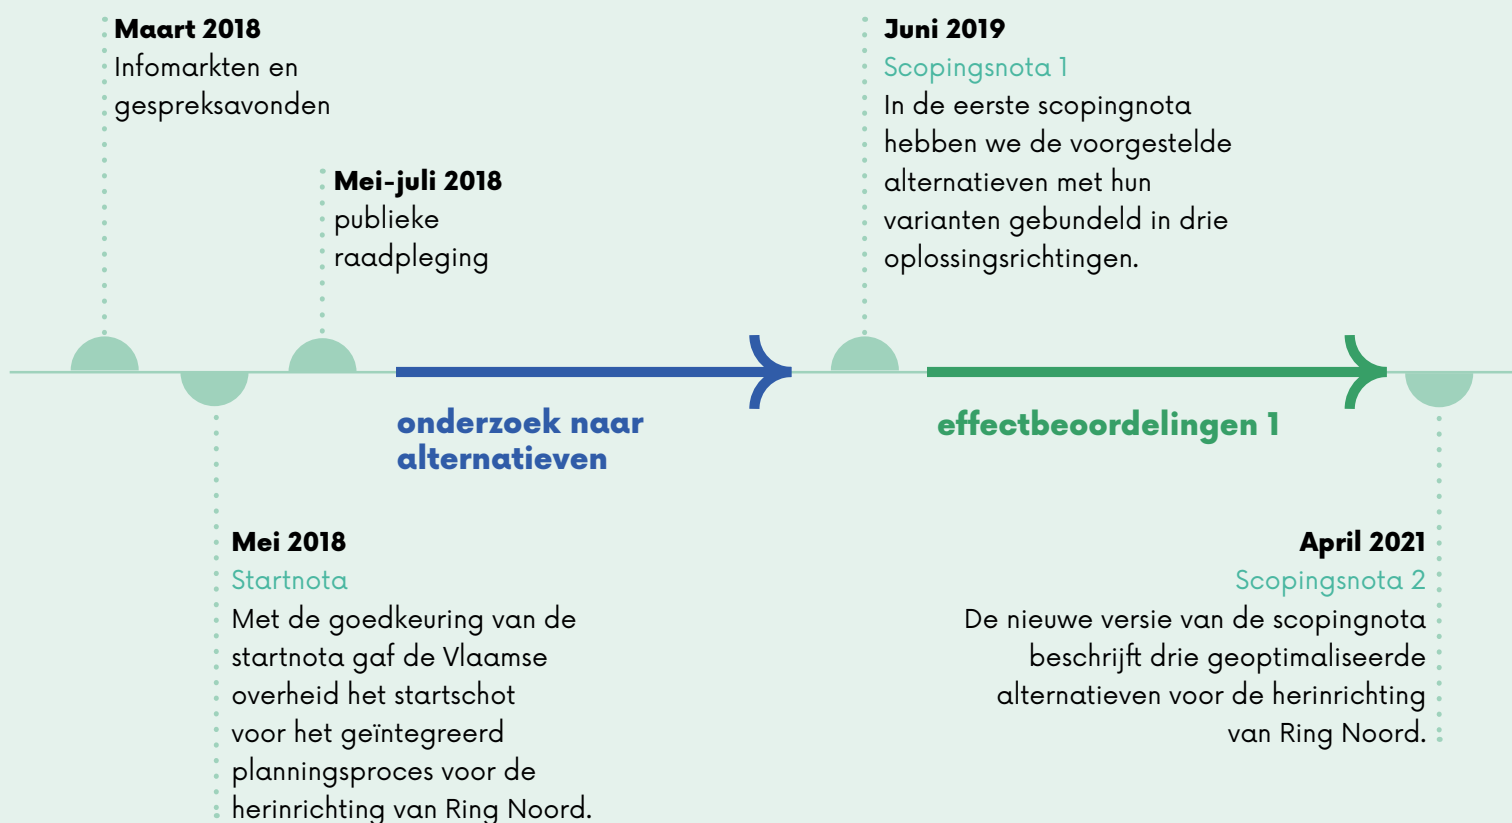 Maart 2018
Infomarkten en
gespreksavonden
Mei-juli 2018
publieke
raadpleging
Juni 2019
Scopingsnota 1
In de eerste scopingnota
hebben we de voorgestelde
alternatieven met hun
varianten gebundeld in drie
oplossingsrichtingen.
onderzoek naar
alternatieven
effectbeoordelingen 1
Mei 2018
Startnota
Met de goedkeuring van de
startnota gaf de Vlaamse
overheid het startschot
voor het geïntegreerd
planningsproces voor de
herinrichting van Ring Noord.
April 2021
Scopingsnota 2
De nieuwe versie van de scopingnota
beschrijft drie geoptimaliseerde
alternatieven voor de herinrichting
van Ring Noord.